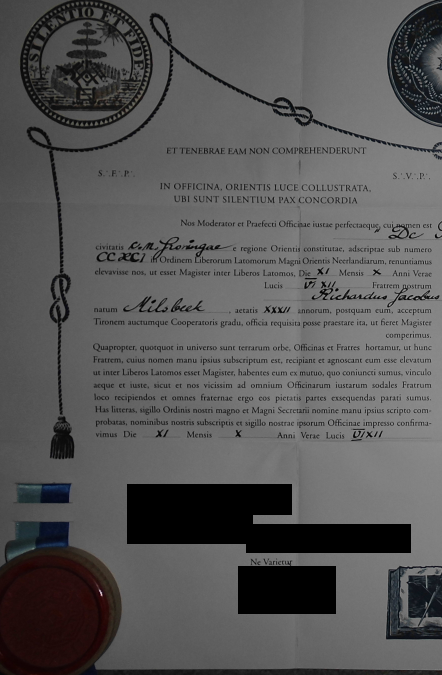 SILENTIO ET FIDE
ET TENEBRAE EAM NON COMPREHENDERUNT
S∴F∴P∴ S∴V∴P∴
IN OFFICINA, ORIENTIS LUCE COLLUSTRATA,
UBI SUNT SILENTIUM PAX CONCORDIA
Nos Moderator et Praefecti Officinae iustae perfectaeque, cui nomen est
civitatis Groningae e regione Orientis constitutae, adscriptae sub numero
in Ordinem Liberorum Latomorum Magni Orientis Neerlandiarum, renuntiamus
elevavisse nos, ut esset Magister inter Liberos Latomos, Die XI Mensis X Anni Verae
Lucis VI XII Fratrem nostrum
Richardus Jacobus
natum Milsbeek, aetatis XXXII annorum, postquam eum, acceptum
Tironem auctumque Cooperatoris gradu, officia requisita posse praestare ita, ut fieret Magister
comperimus.
Quapropter, quotquot in universo sunt terrarum orbe, Officinas et Fratres hortamur, ut hunc
Fratrem, cuius nomen manu ipsius subscriptum est, recipiant et agnoscant eum esse elevatum
ut inter Liberos Latomos esset Magister, habentes eum ex mutuo, quo coniuncti sumus, vinculo
aeque et iuste, sicut et nos vicissim ad omnium Officinarum iustarum sodales Fratrum
loco recipiendos et omnes fraternae ergo eos pietatis partes exsequendas parati sumus.
Has litteras, sigillo Ordinis nostri magno et Magni Secretarii nomine manu ipsius scripto com-
probatas, nominibus nostris subscriptis et sigillo nostrae ipsorum Officinae impresso confirma-
vimus Die XI Mensis X Anni Verae Lucis VI XII
Ne Varietur